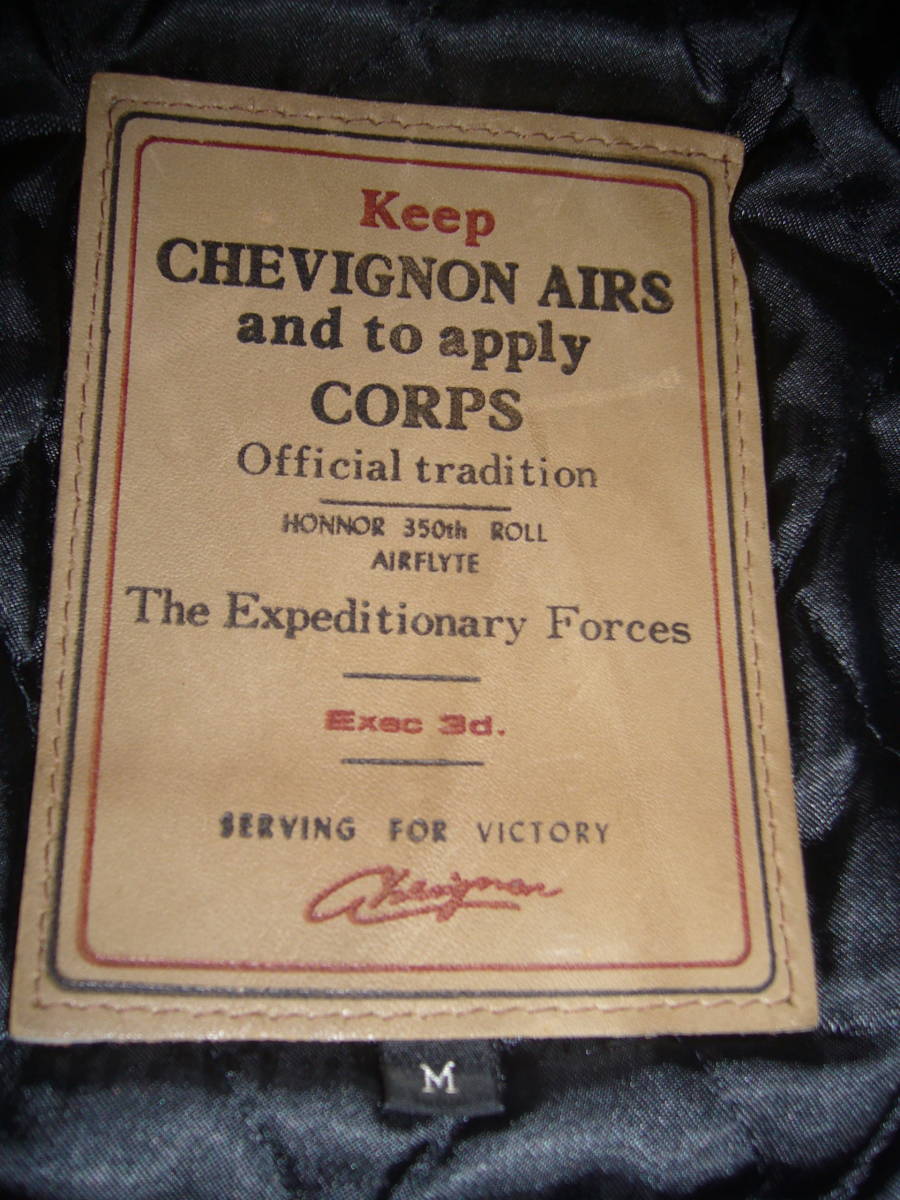 Keep
CHEVIGNON AIRS
and to apply
CORPS
Official tradition
HONNOR 350th ROLL
AIRFLYTE
The Expeditionary Forces
Exec 3d.
SERVING FOR VICTORY
Chevignon
M